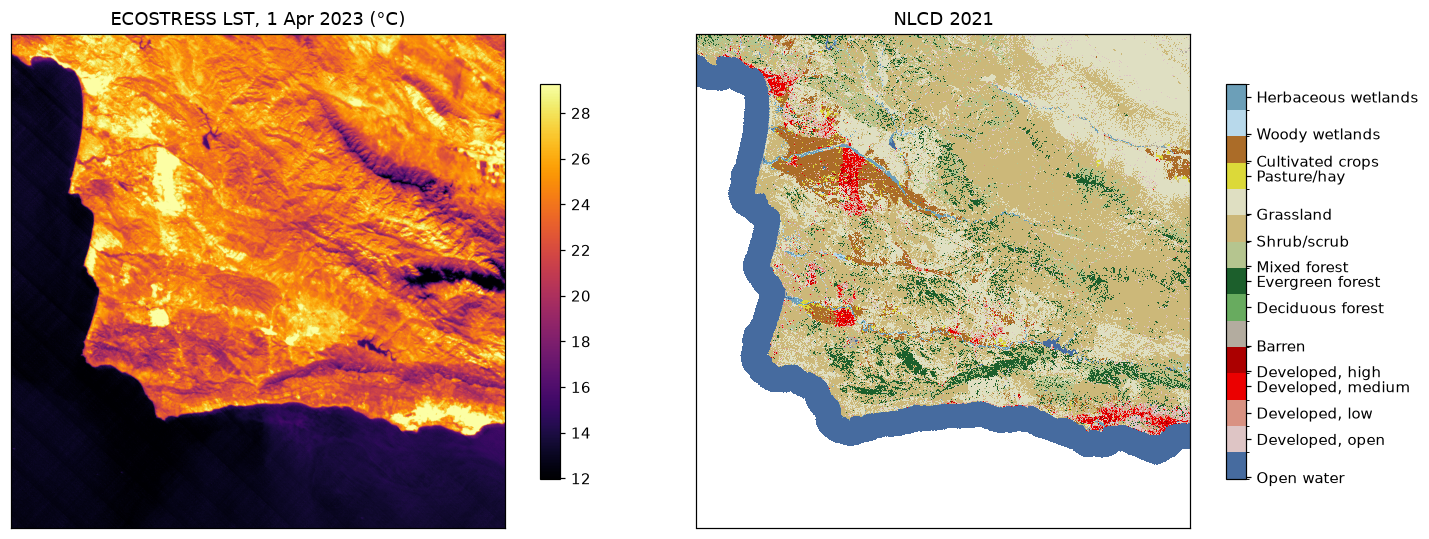 ECOSTRESS LST, 1 Apr 2023 (°C)
28
26
24
22
20
18
16
14
12
NLCD 2021
Herbaceous wetlands
Woody wetlands
Cultivated crops
Pasture/hay
Grassland
Shrub/scrub
Mixed forest
Evergreen forest
Deciduous forest
Barren
Developed, high
Developed, medium
Developed, low
Developed, open
Open water